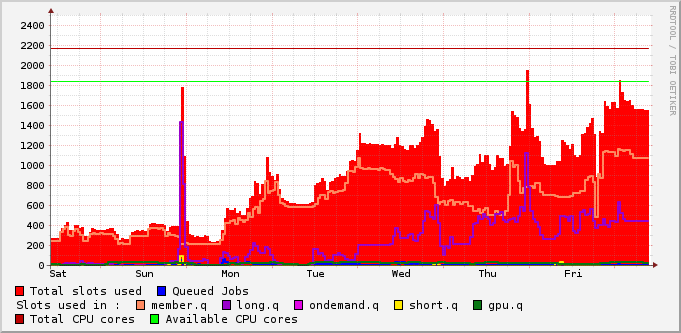 2400
2200
2000
1800
1600
1400
1200
1000
800
600
400
200
0
Sat Sun Mon Tue Wed Thu Fri
RRDTOOL / TOBI OETIKER
Total slots used Queued Jobs
Slots used in : member.q long.q ondemand.q short.q gpu.q
Total CPU cores Available CPU cores